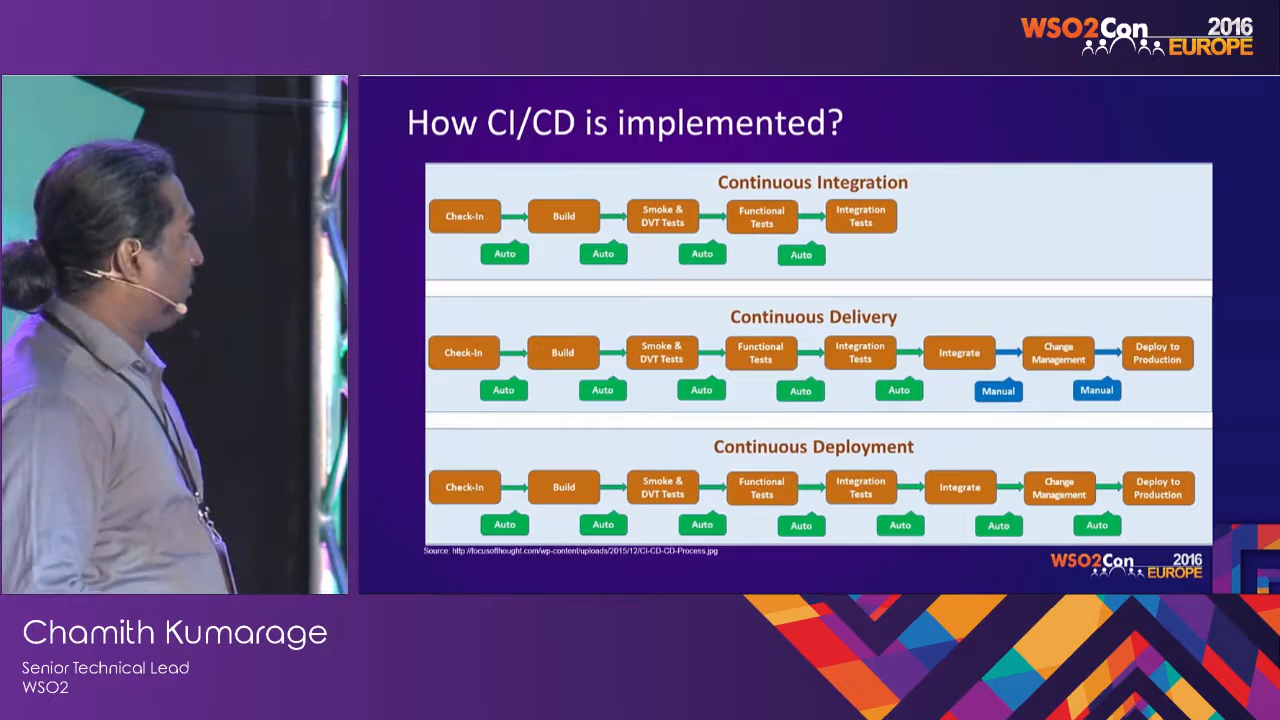 WSO2Con 2016
EUROPE
How CI/CD is implemented?
Continuous Integration
Check-In
Build
Smoke &
DVT Tests
Functional
Tests
Integration
Tests
Auto
Auto
Auto
Auto
Continuous Delivery
Check-In
Build
Smoke &
DVT Tests
Functional
Tests
Integration
Tests
Integrate
Change
Management
Deploy to
Production
Auto
Auto
Auto
Auto
Auto
Manual
Manual
Continuous Deployment
Check-In
Build
Smoke &
DVT Tests
Functional
Tests
Integration
Tests
Integrate
Change
Management
Deploy to
Production
Auto
Auto
Auto
Auto
Auto
Auto
Auto
Source: http://focusofthought.com/wp-content/uploads/2015/12/CI-CD-CD-Process.jpg
WSO2Con 2016
EUROPE
Chamith Kumarage
Senior Technical Lead
WSO2